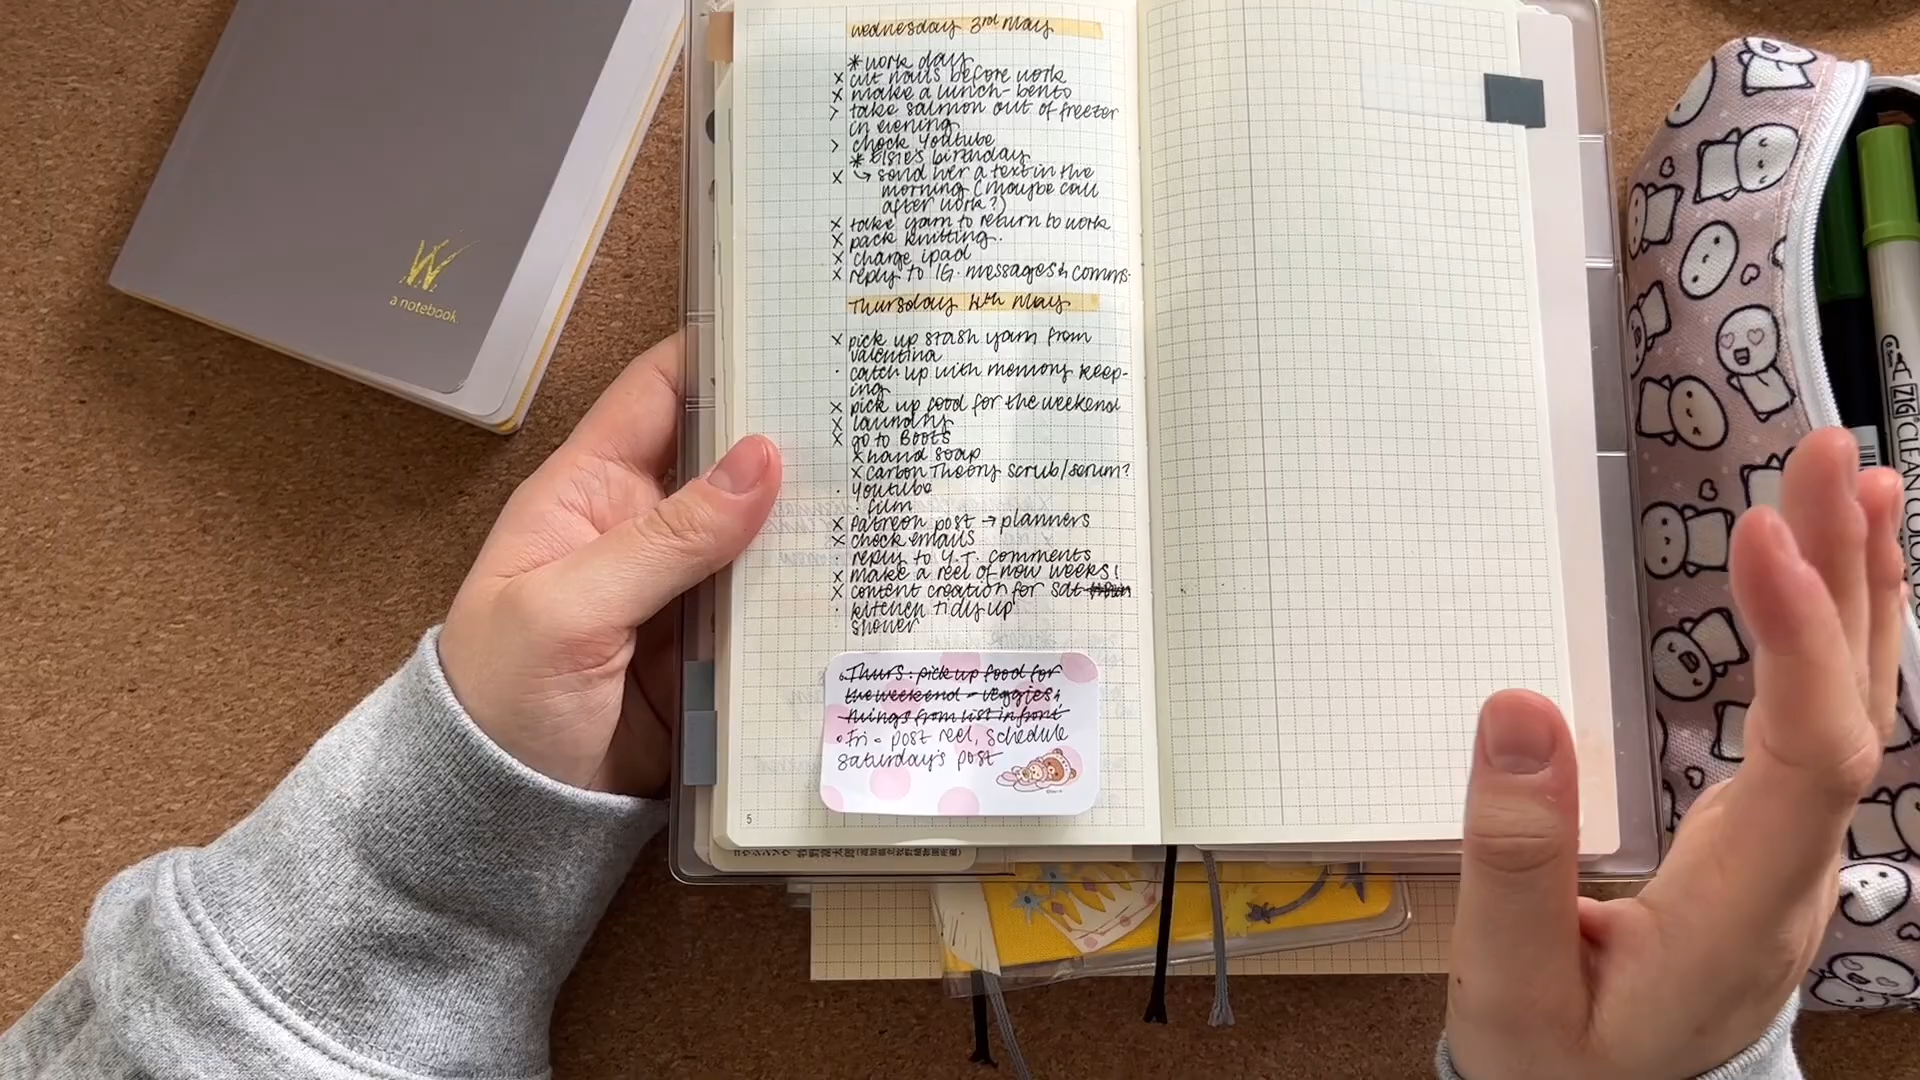 wednesday 3rd May
* work day
x cut nails before work
x make a lunch-bento
> take salmon out of freezer
in evening
> check Youtube
* Elsie's birthday
x ↪ send her a text in the
morning (maybe call
after work?)
x take yarn to return to work
x pack knitting.
x charge ipad
x reply to IG. messages & comms.
Thursday 4th May
x pick up stash yarn from
valentina
· catch up with memory keep-
ing
x pick up food for the weekend
x laundry
x go to Boots
x hand soap
x Carbon Theory scrub/serum?
· Youtube
· film
x Patreon post → planners
x check emails
· reply to Y.T. comments
x make a reel of now weeks!
x content creation for sat
· kitchen tidy up
· shower
Thurs: pick up food for
the weekend - veggies &
things from list in front
• Fri - post reel, schedule
saturday's post
5
W
a notebook.
ZIG CLEAN COLOR